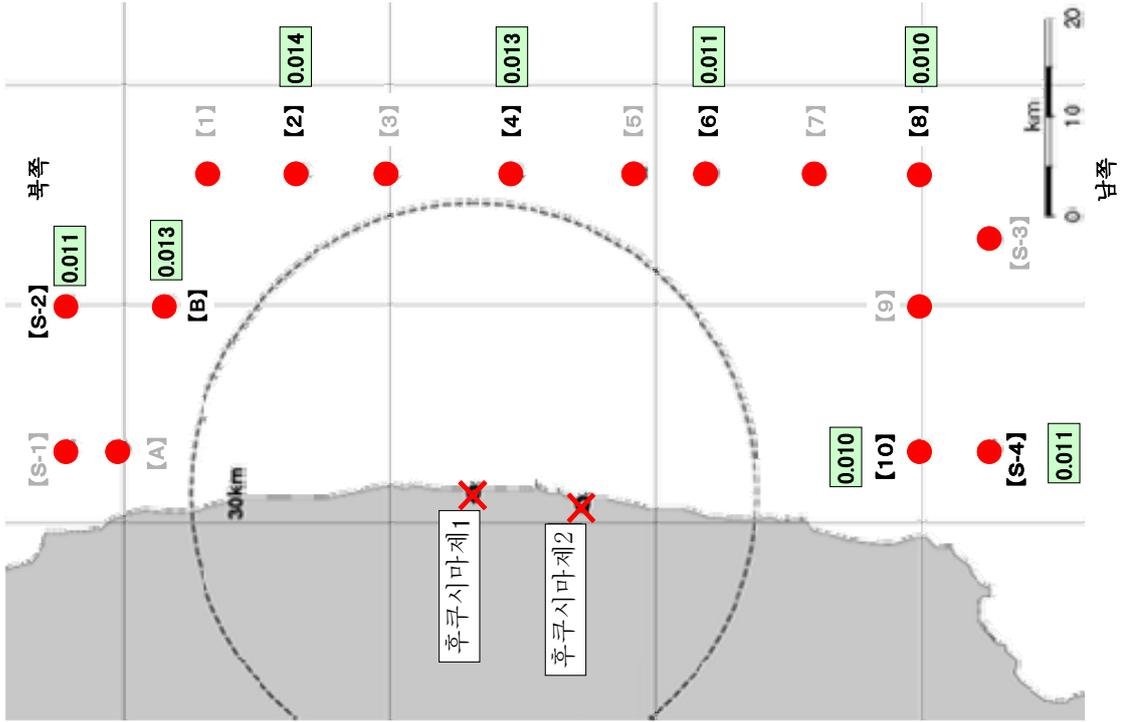 북쪽
【S-1】
【S-2】
0.011
【A】
【B】
0.013
【1】
【2】
0.014
【3】
【4】
0.013
【5】
【6】
0.011
【7】
【8】
0.010
【9】
【10】
0.010
【S-3】
【S-4】
0.011
30km
후쿠시마제1
후쿠시마제2
km
0 10 20
남쪽